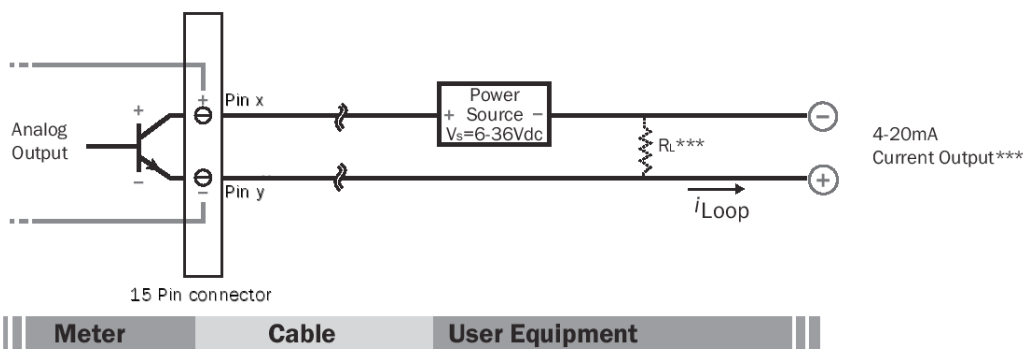 + Pin x
+
Analog
Output
−
− Pin y
15 Pin connector
Power
+ Source −
Vs=6-36Vdc
RL***
−
+
iLoop
4-20mA
Current Output***
Meter
Cable
User Equipment